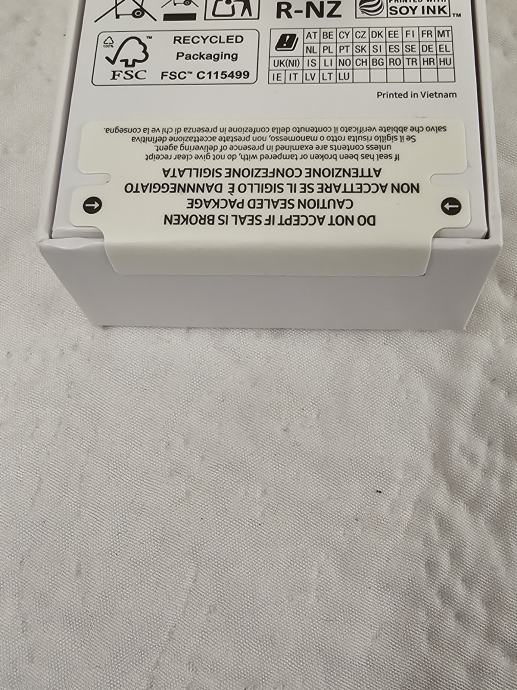 R-NZ
PRINTED WITH
SOY INK™
100%
FSC™
RECYCLED
Packaging
FSC™ C115499
AT BE CY CZ DK EE FI FR MT
NL PL PT SK SI ES SE DE EL
UK(NI) IS LI NO CH BG RO TR HR HU
IE IT LV LT LU
Printed in Vietnam
DO NOT ACCEPT IF SEAL IS BROKEN
CAUTION SEALED PACKAGE
NON ACCETTARE SE IL SIGILLO È DANNNEGGIATO
ATTENZIONE CONFEZIONE SIGILLATA
If seal has been broken or tampered with, do not give clear receipt
unless contents are examined in presence of delivering agent.
Se il sigillo risulta rotto o manomesso, non prestate accettazione definitiva
salvo che abbiate verificato il contenuto della confezione in presenza di chi ve la consegna.